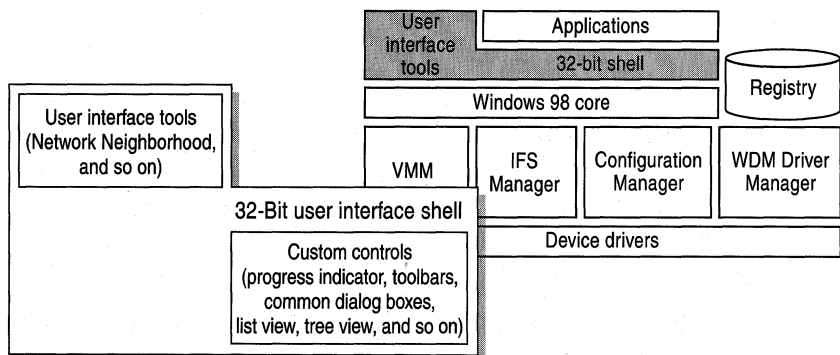 User
interface
tools
Applications
32-bit shell
Windows 98 core
Registry
VMM
IFS
Manager
Configuration
Manager
WDM Driver
Manager
Device drivers
User interface tools
(Network Neighborhood,
and so on)
32-Bit user interface shell
Custom controls
(progress indicator, toolbars,
common dialog boxes,
list view, tree view, and so on)